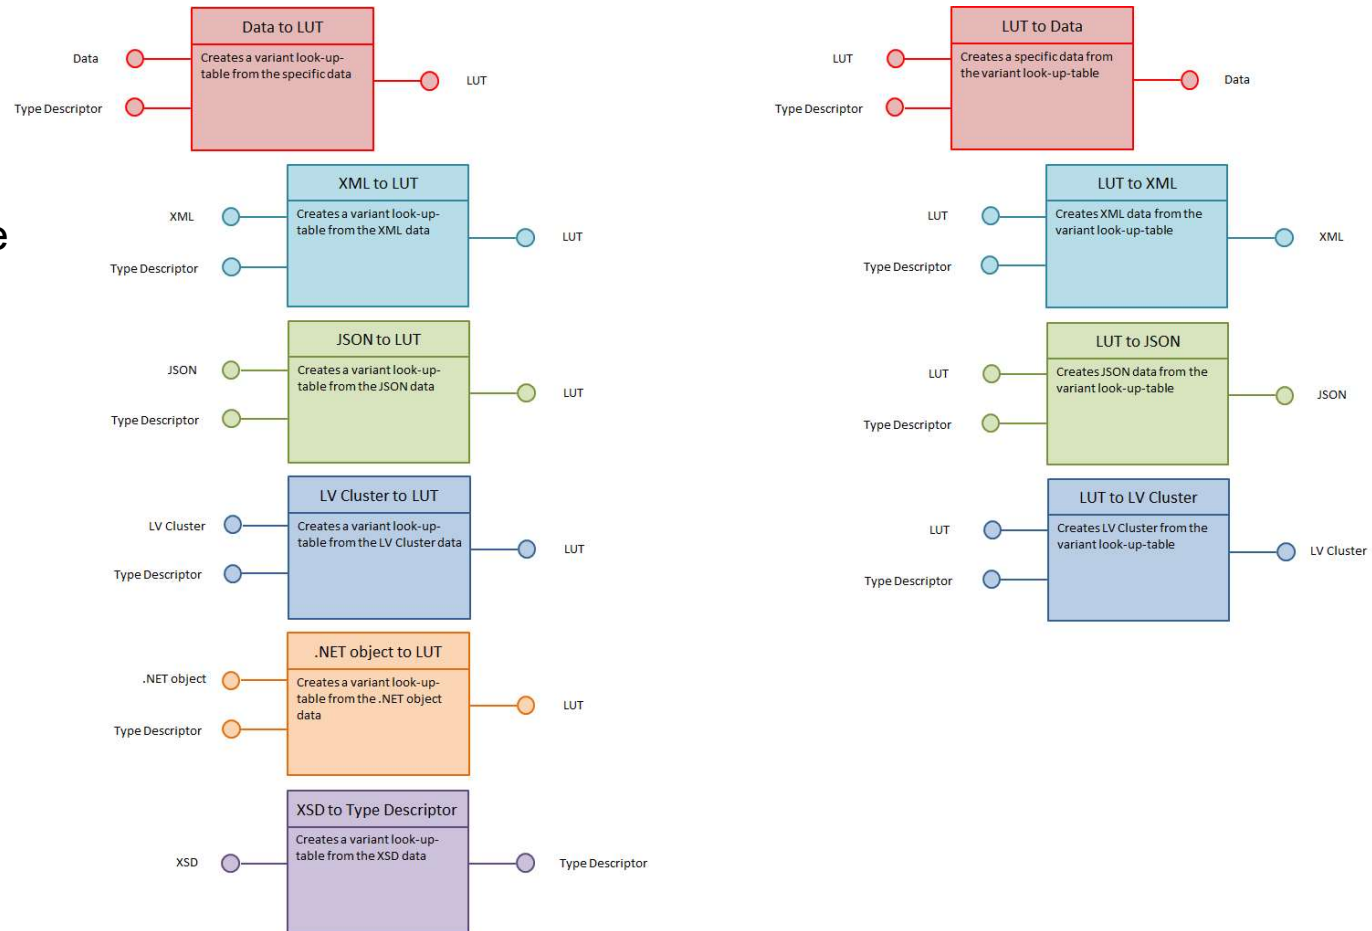 Data to LUT
Data
Creates a variant look-up-
table from the specific data
LUT
Type Descriptor
XML to LUT
XML
Creates a variant look-up-
table from the XML data
LUT
Type Descriptor
e
JSON to LUT
JSON
Creates a variant look-up-
table from the JSON data
LUT
Type Descriptor
LV Cluster to LUT
LV Cluster
Creates a variant look-up-
table from the LV Cluster data
LUT
Type Descriptor
.NET object to LUT
.NET object
Creates a variant look-up-
table from the .NET object
data
LUT
Type Descriptor
XSD to Type Descriptor
XSD
Creates a variant look-up-
table from the XSD data
Type Descriptor
LUT to Data
LUT
Creates a specific data from
the variant look-up-table
Data
Type Descriptor
LUT to XML
LUT
Creates XML data from the
variant look-up-table
XML
Type Descriptor
LUT to JSON
LUT
Creates JSON data from the
variant look-up-table
JSON
Type Descriptor
LUT to LV Cluster
LUT
Creates LV Cluster from the
variant look-up-table
LV Cluster
Type Descriptor